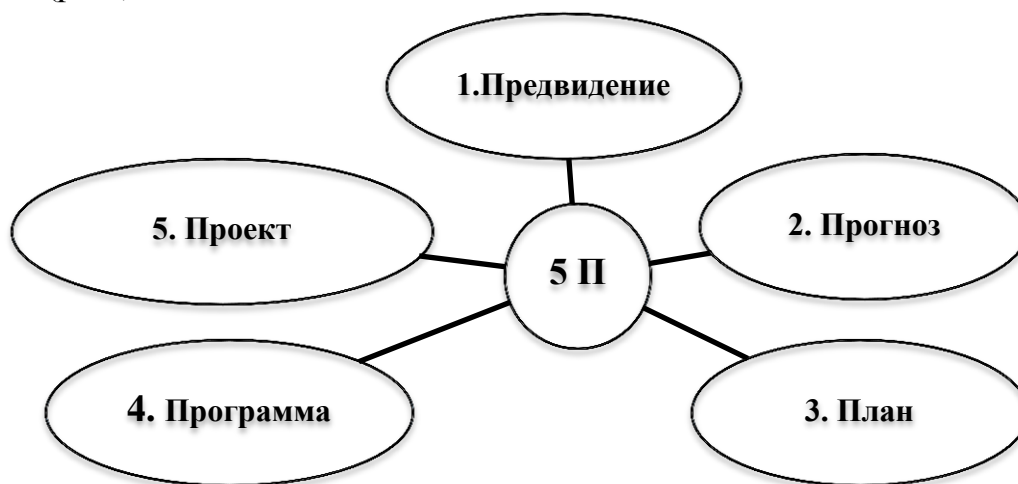 1.Предвидение
5. Проект
2. Прогноз
5 П
4. Программа
3. План